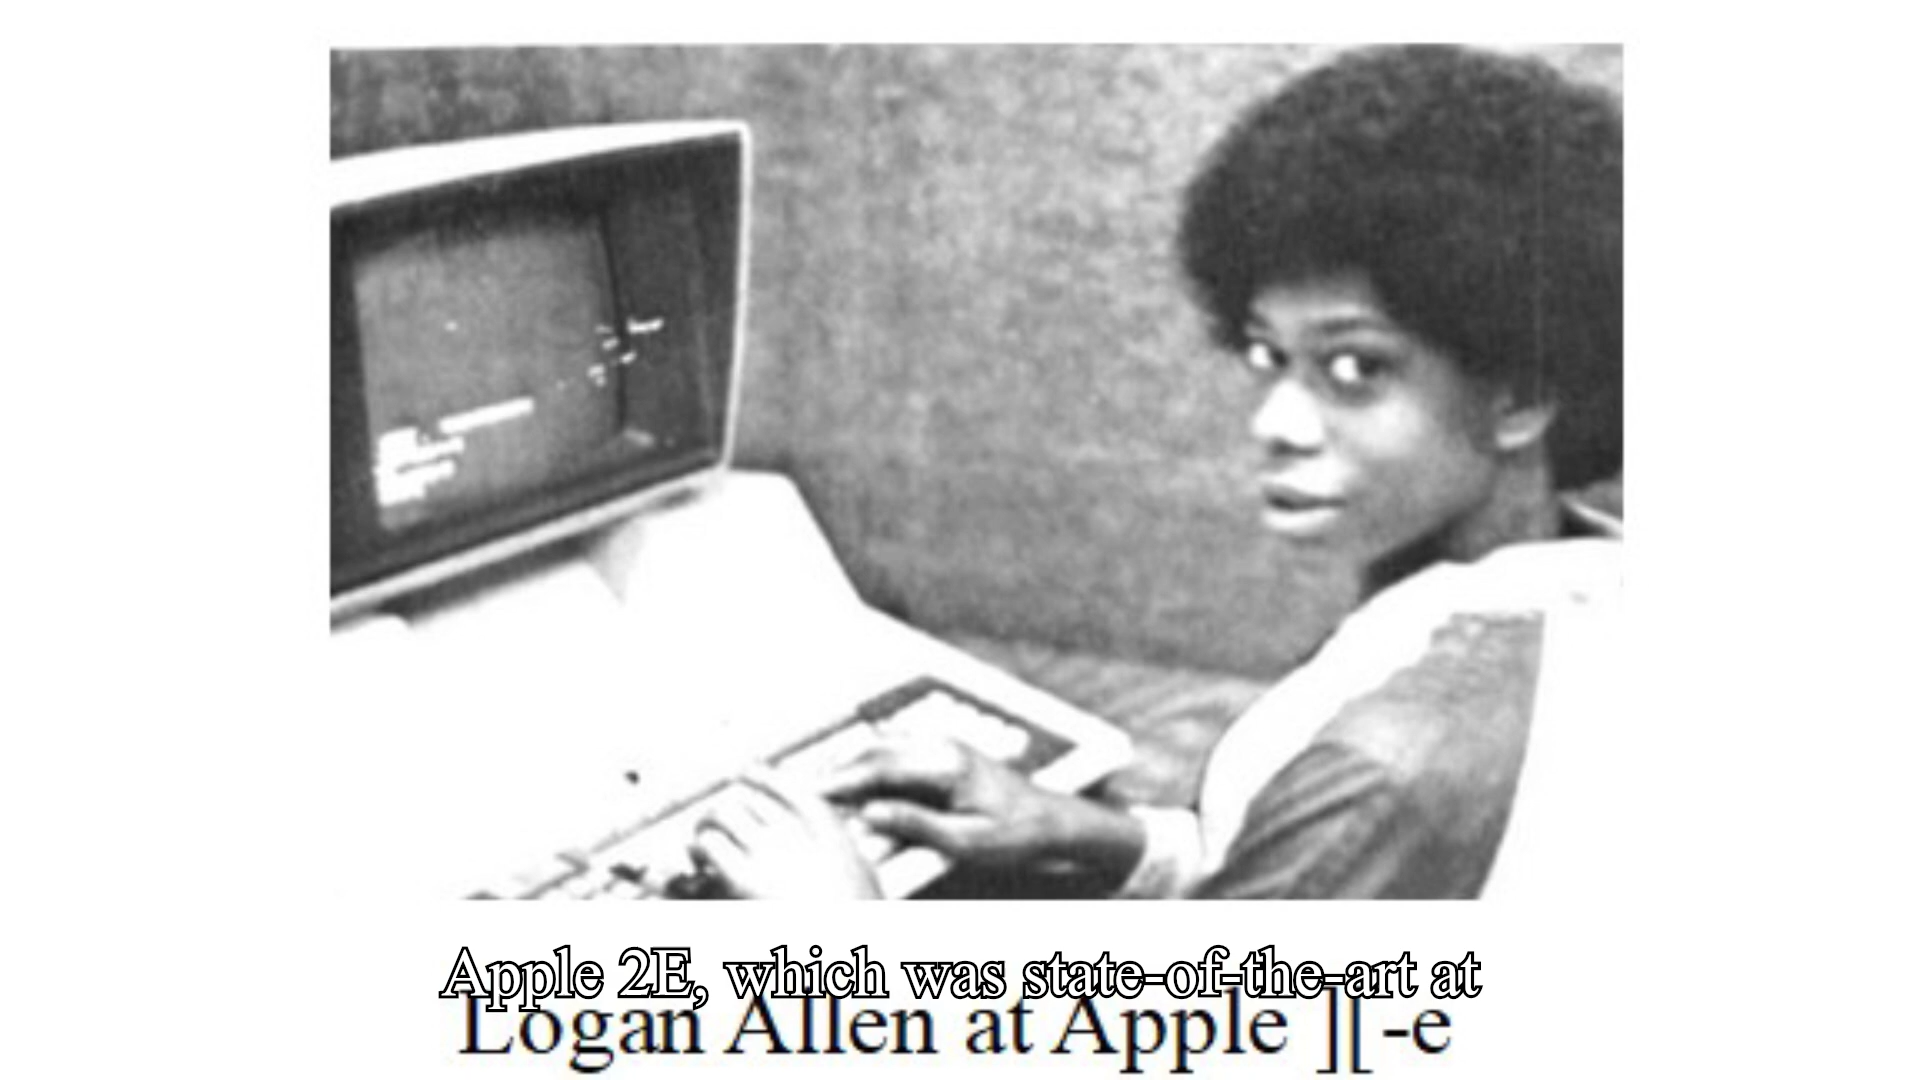 Apple 2E, which was state-of-the-art at
Logan Allen at Apple ][-e